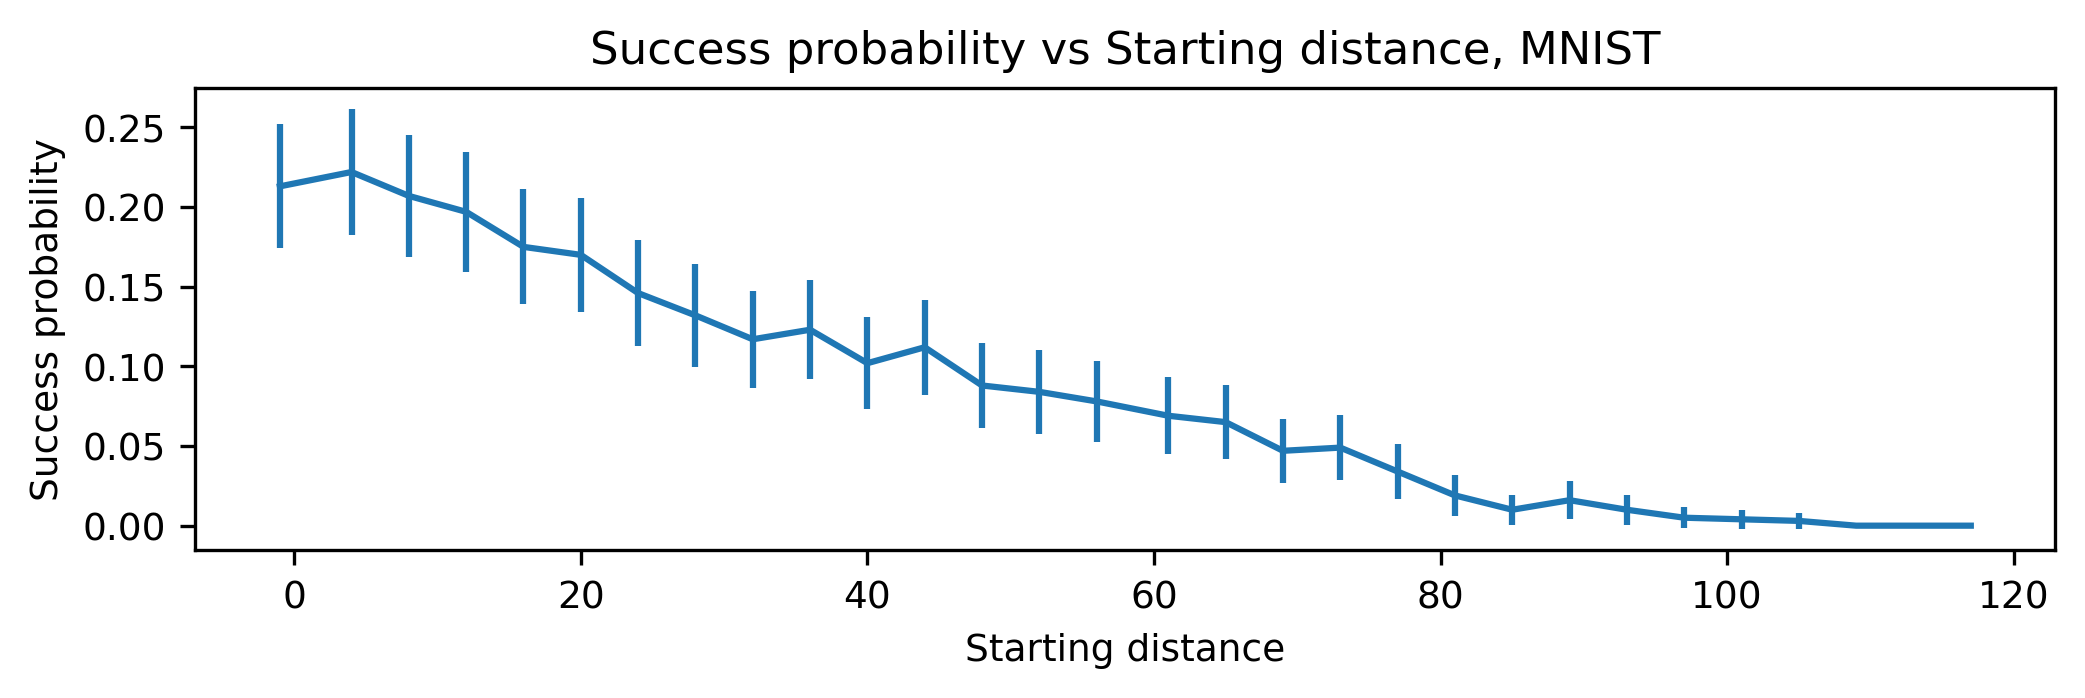 Success probability vs Starting distance, MNIST
Success probability
0.25
0.20
0.15
0.10
0.05
0.00
0 20 40 60 80 100 120
Starting distance